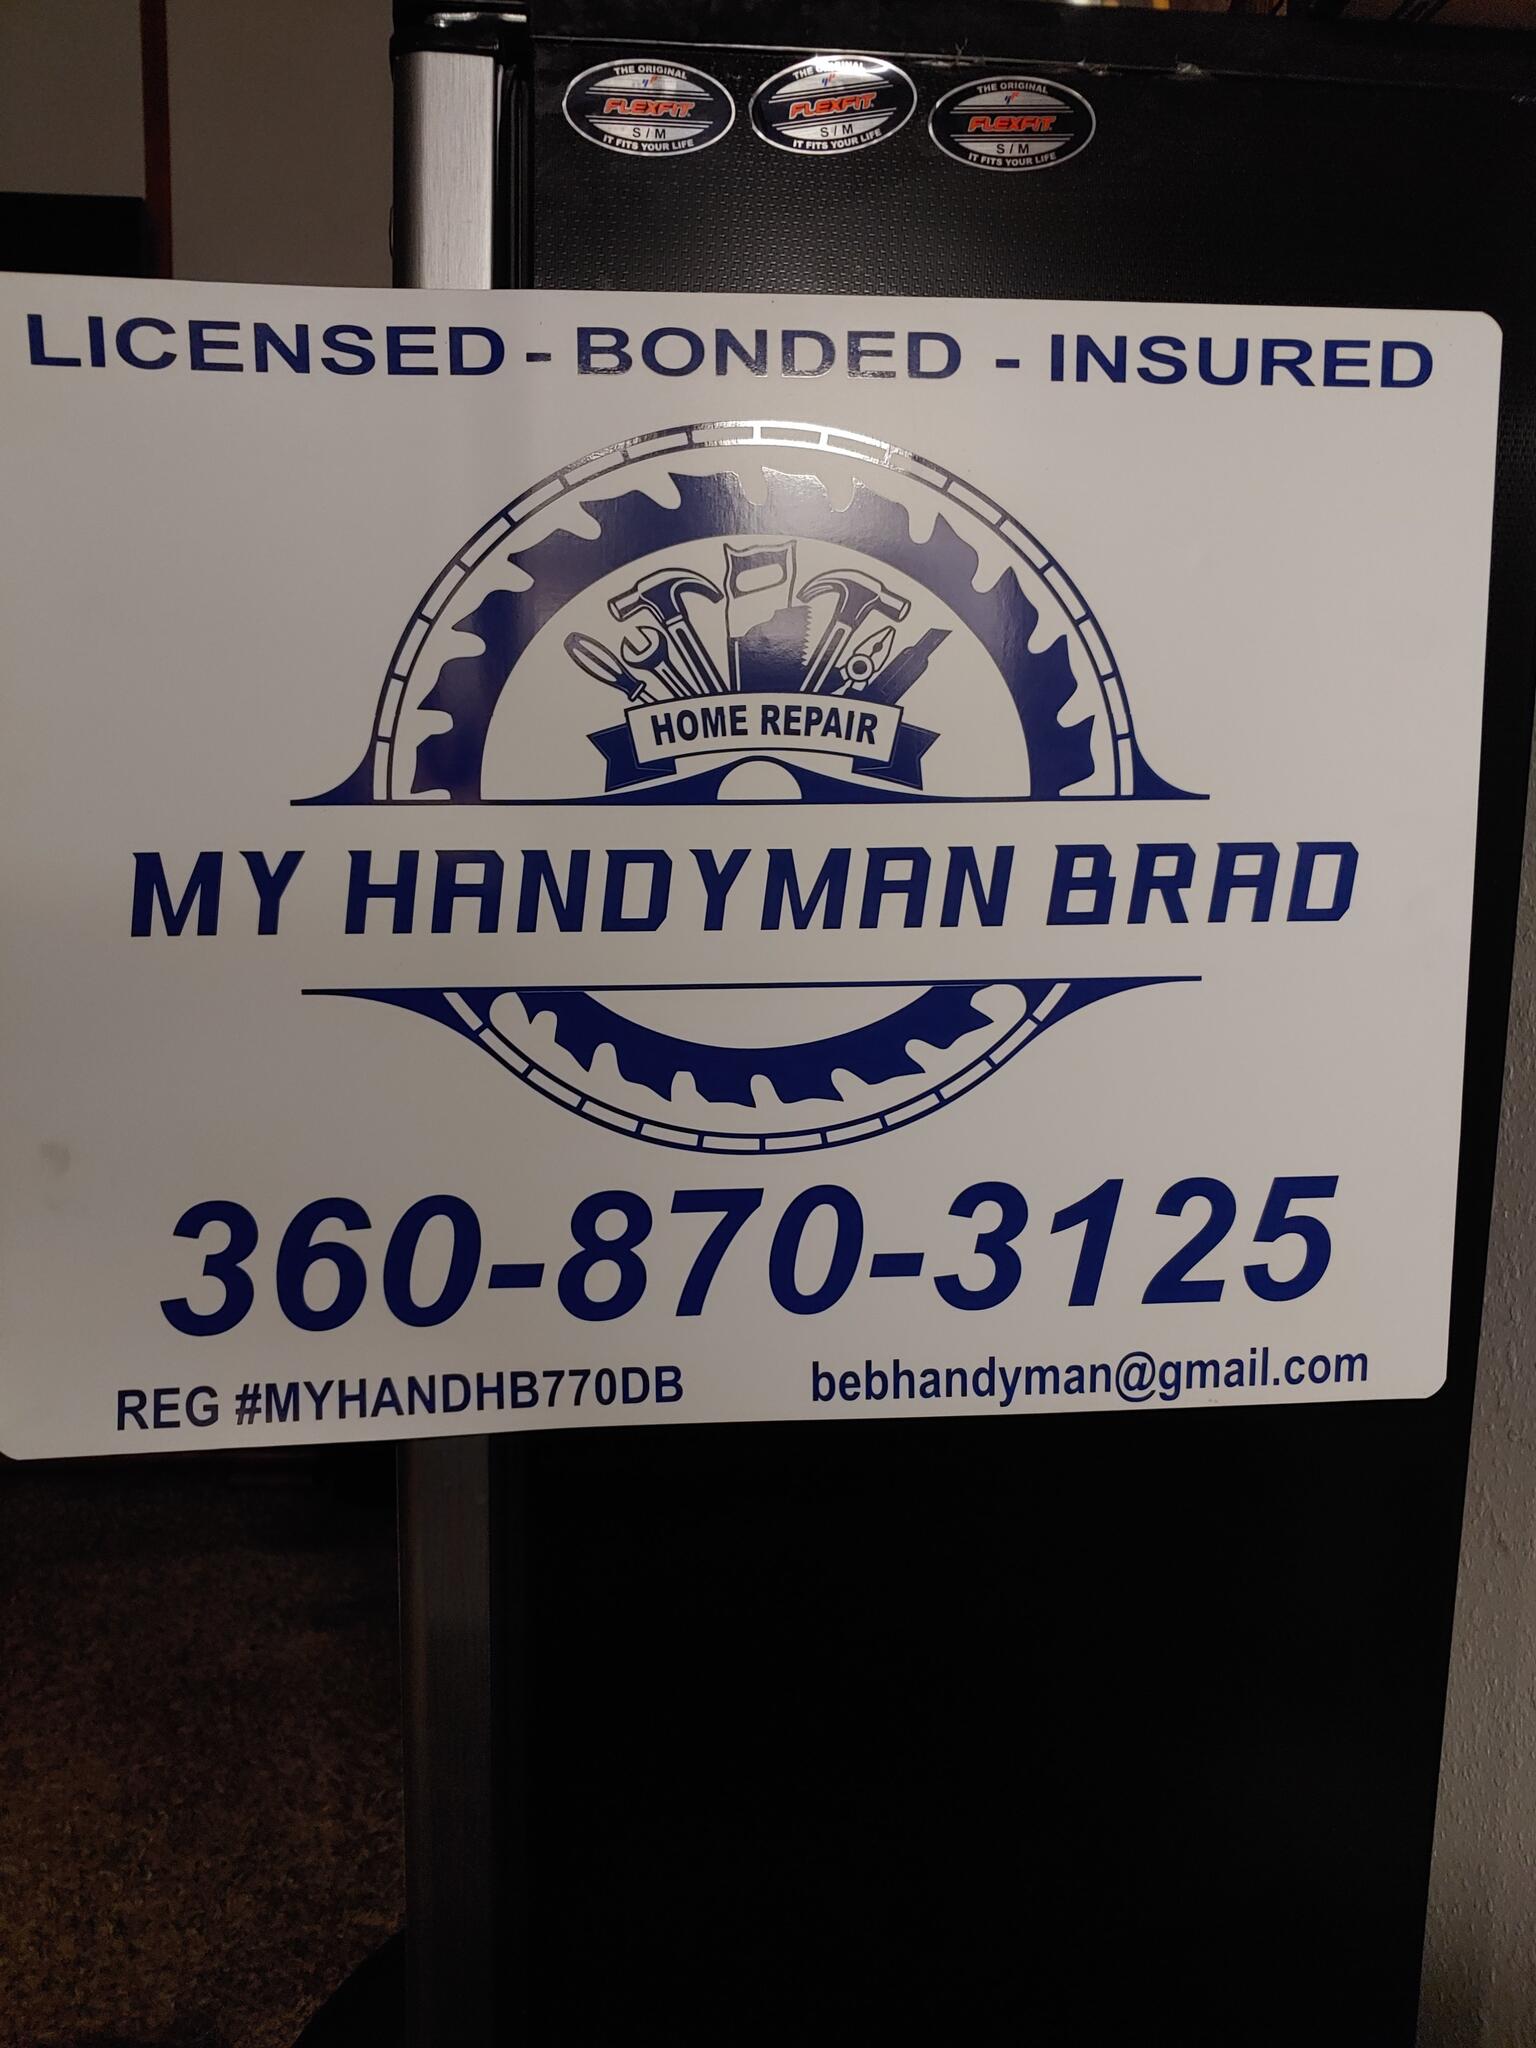 THE ORIGINAL
FLEXFIT
S / M
IT FITS YOUR LIFE
THE ORIGINAL
FLEXFIT
S / M
IT FITS YOUR LIFE
THE ORIGINAL
FLEXFIT
S / M
IT FITS YOUR LIFE
LICENSED - BONDED - INSURED
HOME REPAIR
MY HANDYMAN BRAD
360-870-3125
REG #MYHANDHB770DB
bebhandyman@gmail.com